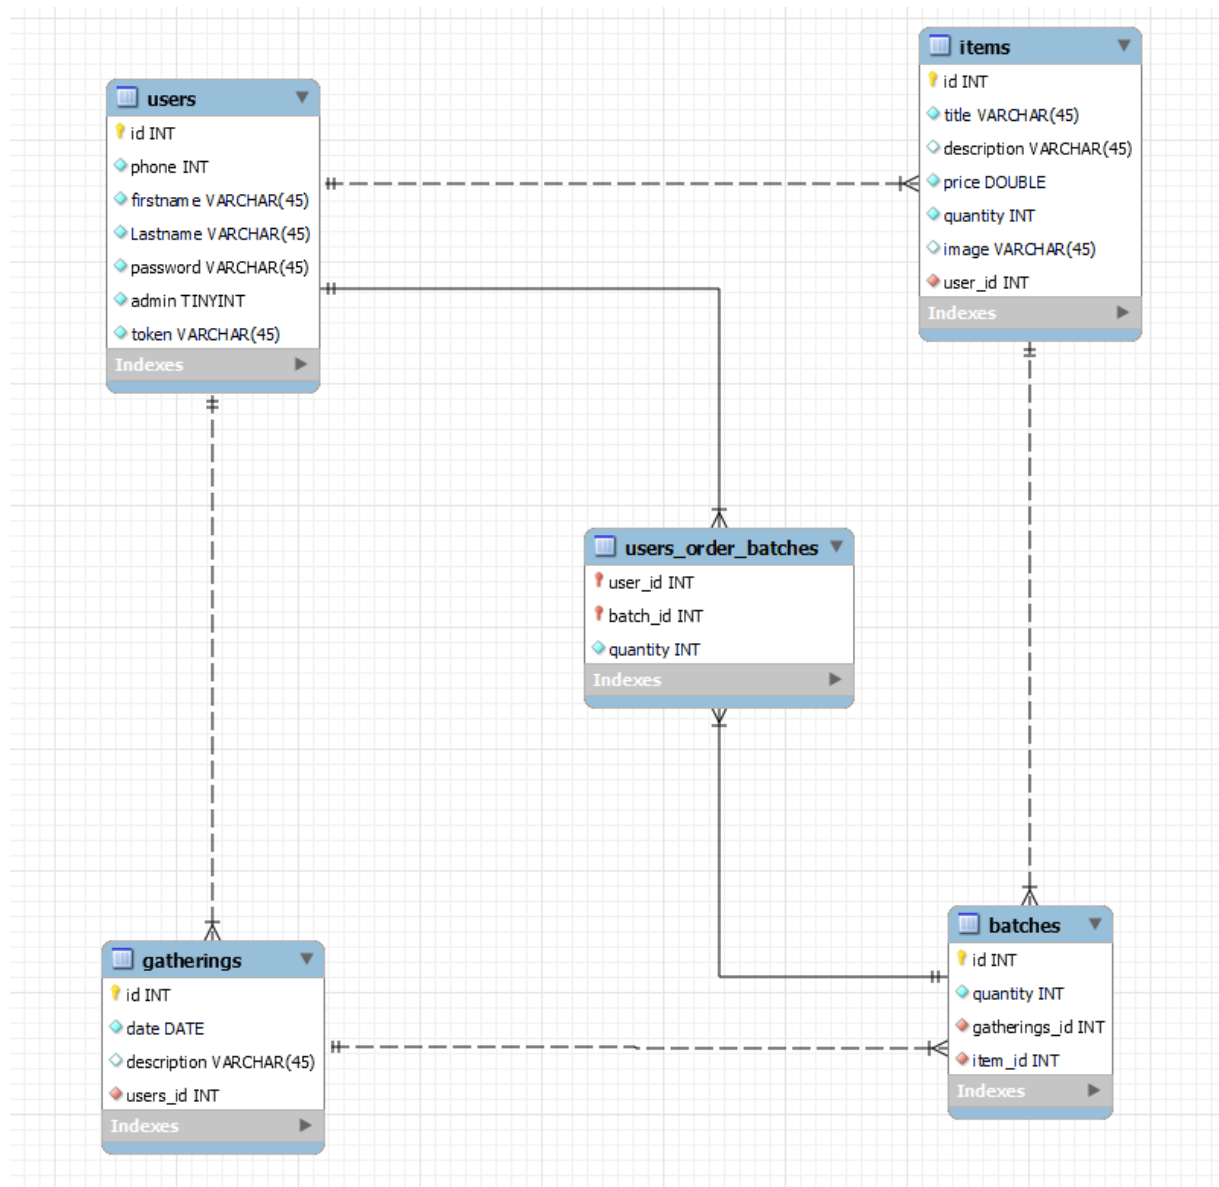 users
id INT
phone INT
firstname VARCHAR(45)
Lastname VARCHAR(45)
password VARCHAR(45)
admin TINYINT
token VARCHAR(45)
Indexes
items
id INT
title VARCHAR(45)
description VARCHAR(45)
price DOUBLE
quantity INT
image VARCHAR(45)
user_id INT
Indexes
users_order_batches
user_id INT
batch_id INT
quantity INT
Indexes
gatherings
id INT
date DATE
description VARCHAR(45)
users_id INT
Indexes
batches
id INT
quantity INT
gatherings_id INT
item_id INT
Indexes